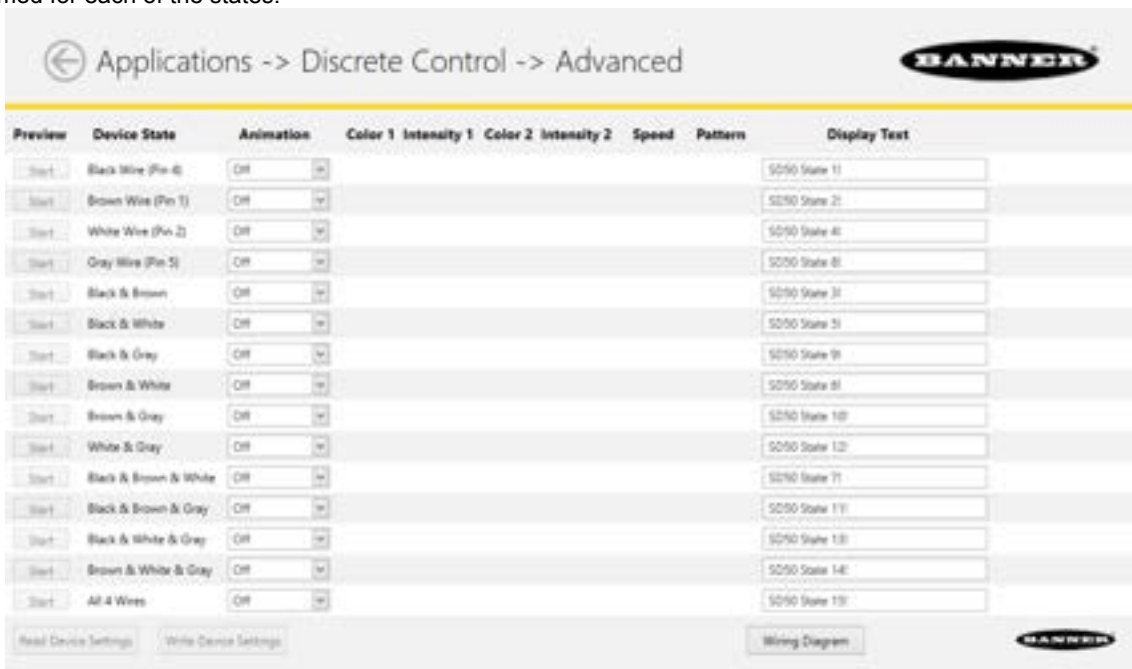 for each of the states.
Applications -> Discrete Control -> Advanced
BANNER
Preview Device State Animation Color 1 Intensity 1 Color 2 Intensity 2 Speed Pattern Display Text
Start Black Wire (Pin 4) Off SD50 State 1!
Start Brown Wire (Pin 1) Off SD50 State 2!
Start White Wire (Pin 2) Off SD50 State 4!
Start Gray Wire (Pin 5) Off SD50 State 8!
Start Black & Brown Off SD50 State 3!
Start Black & White Off SD50 State 5!
Start Black & Gray Off SD50 State 9!
Start Brown & White Off SD50 State 6!
Start Brown & Gray Off SD50 State 10!
Start White & Gray Off SD50 State 12!
Start Black & Brown & White Off SD50 State 7!
Start Black & Brown & Gray Off SD50 State 11!
Start Black & White & Gray Off SD50 State 13!
Start Brown & White & Gray Off SD50 State 14!
Start All 4 Wires Off SD50 State 15!
Read Device Settings Write Device Settings Wiring Diagram BANNER